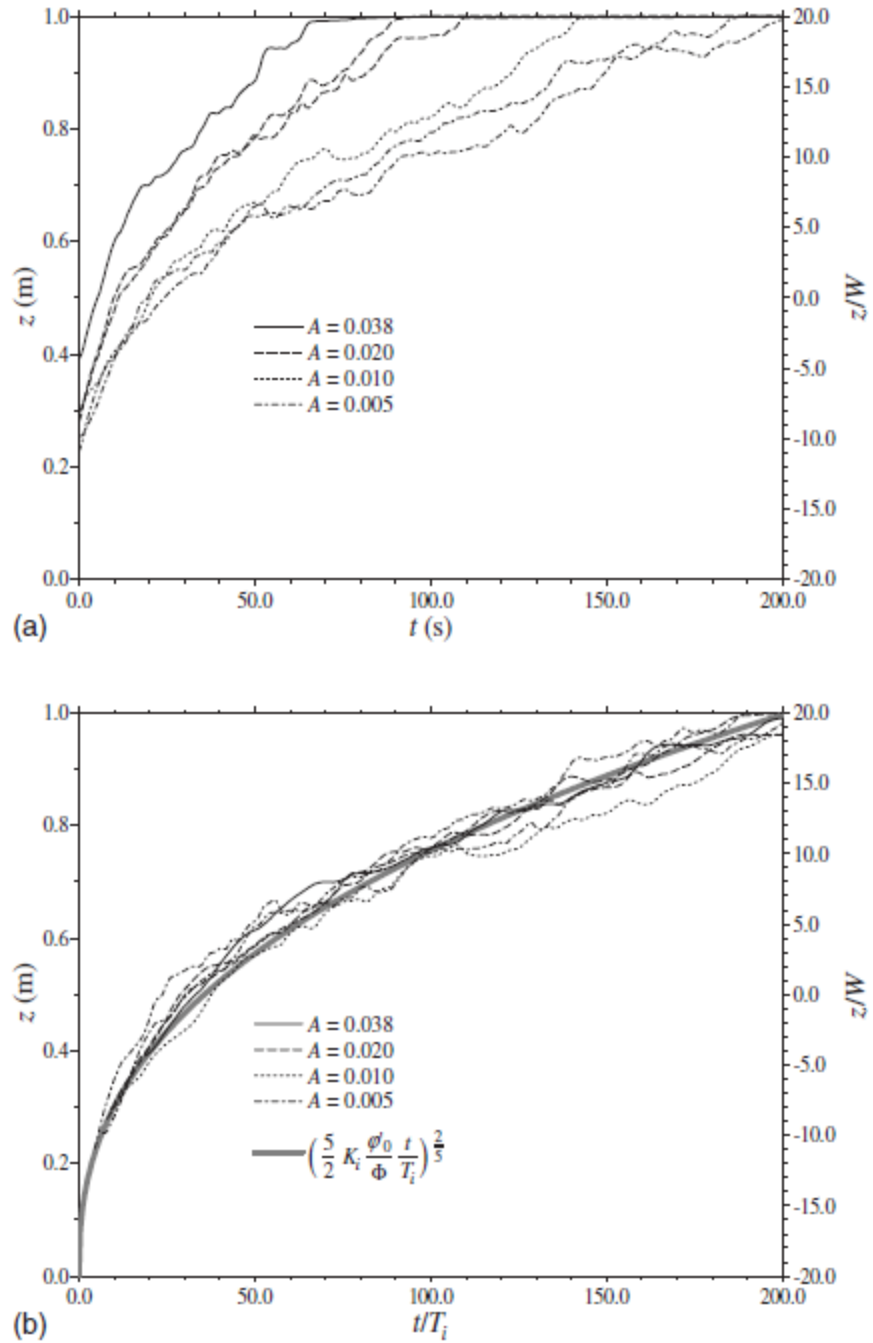 1.0
0.8
0.6
0.4
0.2
0.0
z (m)
20.0
15.0
10.0
5.0
0.0
-5.0
-10.0
-15.0
-20.0
z/W
A = 0.038
A = 0.020
A = 0.010
A = 0.005
0.0 50.0 100.0 150.0 200.0
(a) t (s)
1.0
0.8
0.6
0.4
0.2
0.0
z (m)
20.0
15.0
10.0
5.0
0.0
-5.0
-10.0
-15.0
-20.0
z/W
A = 0.038
A = 0.020
A = 0.010
A = 0.005
(5/2 K_i φ'_0/Φ t/T_i)^(2/5)
0.0 50.0 100.0 150.0 200.0
(b) t/T_i